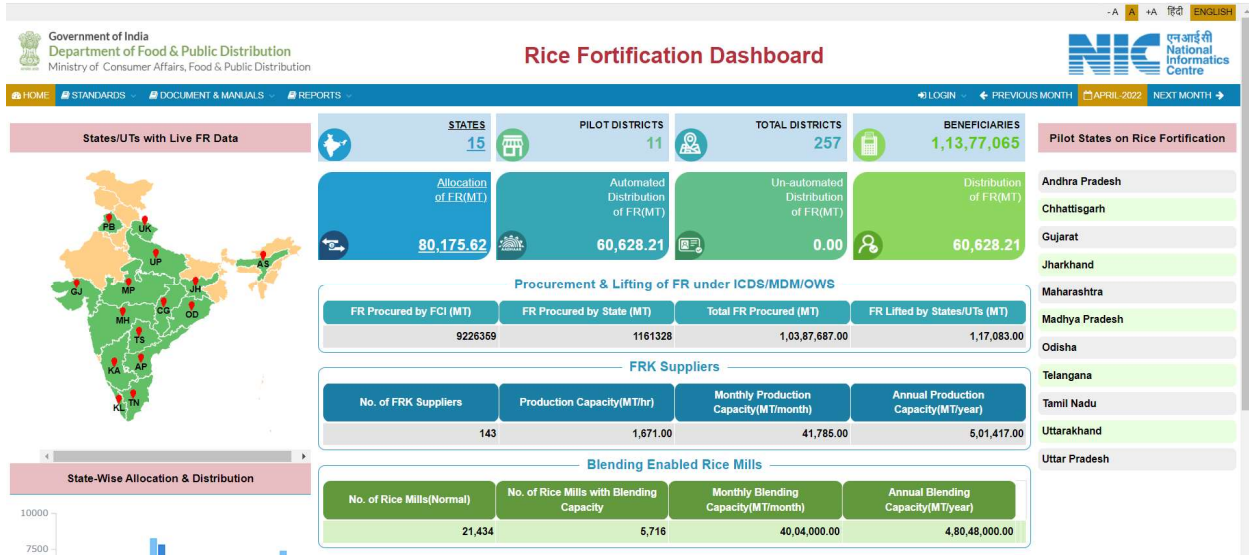 -A A +A हिंदी ENGLISH
Government of India
Department of Food & Public Distribution
Ministry of Consumer Affairs, Food & Public Distribution
Rice Fortification Dashboard
NIC
एनआईसी
National
Informatics
Centre
HOME STANDARDS DOCUMENT & MANUALS REPORTS LOGIN PREVIOUS MONTH APRIL-2022 NEXT MONTH
States/UTs with Live FR Data
PB
UK
UP
AS
GJ
MP
JH
CG
OD
MH
TS
KA
AP
KL
TN
State-Wise Allocation & Distribution
10000
7500
STATES
15
PILOT DISTRICTS
11
TOTAL DISTRICTS
257
BENEFICIARIES
1,13,77,065
Allocation
of FR(MT)
80,175.62
Automated
Distribution
of FR(MT)
60,628.21
Un-automated
Distribution
of FR(MT)
0.00
Distribution
of FR(MT)
60,628.21
Procurement & Lifting of FR under ICDS/MDM/OWS
FR Procured by FCI (MT) FR Procured by State (MT) Total FR Procured (MT) FR Lifted by States/UTs (MT)
9226359 1161328 1,03,87,687.00 1,17,083.00
FRK Suppliers
No. of FRK Suppliers Production Capacity(MT/hr) Monthly Production Capacity(MT/month) Annual Production Capacity(MT/year)
143 1,671.00 41,785.00 5,01,417.00
Blending Enabled Rice Mills
No. of Rice Mills(Normal) No. of Rice Mills with Blending Capacity Monthly Blending Capacity(MT/month) Annual Blending Capacity(MT/year)
21,434 5,716 40,04,000.00 4,80,48,000.00
Pilot States on Rice Fortification
Andhra Pradesh
Chhattisgarh
Gujarat
Jharkhand
Maharashtra
Madhya Pradesh
Odisha
Telangana
Tamil Nadu
Uttarakhand
Uttar Pradesh